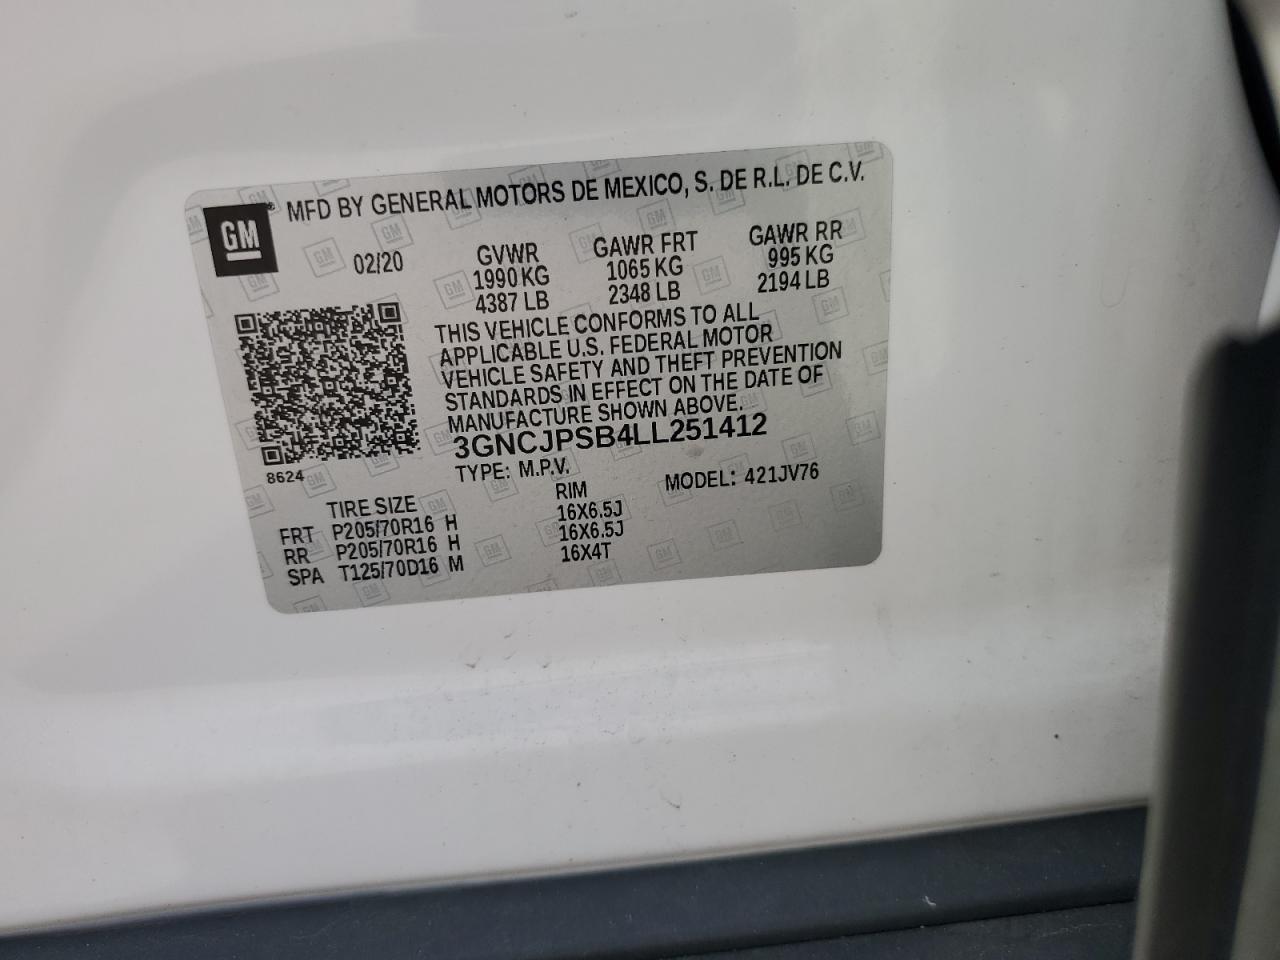 GM® MFD BY GENERAL MOTORS DE MEXICO, S. DE R.L. DE C.V.
02/20 GVWR GAWR FRT GAWR RR
1990 KG 1065 KG 995 KG
4387 LB 2348 LB 2194 LB
THIS VEHICLE CONFORMS TO ALL
APPLICABLE U.S. FEDERAL MOTOR
VEHICLE SAFETY AND THEFT PREVENTION
STANDARDS IN EFFECT ON THE DATE OF
MANUFACTURE SHOWN ABOVE.
3GNCJPSB4LL251412
8624 TYPE: M.P.V. MODEL: 421JV76
TIRE SIZE RIM
FRT P205/70R16 H 16X6.5J
RR P205/70R16 H 16X6.5J
SPA T125/70D16 M 16X4T